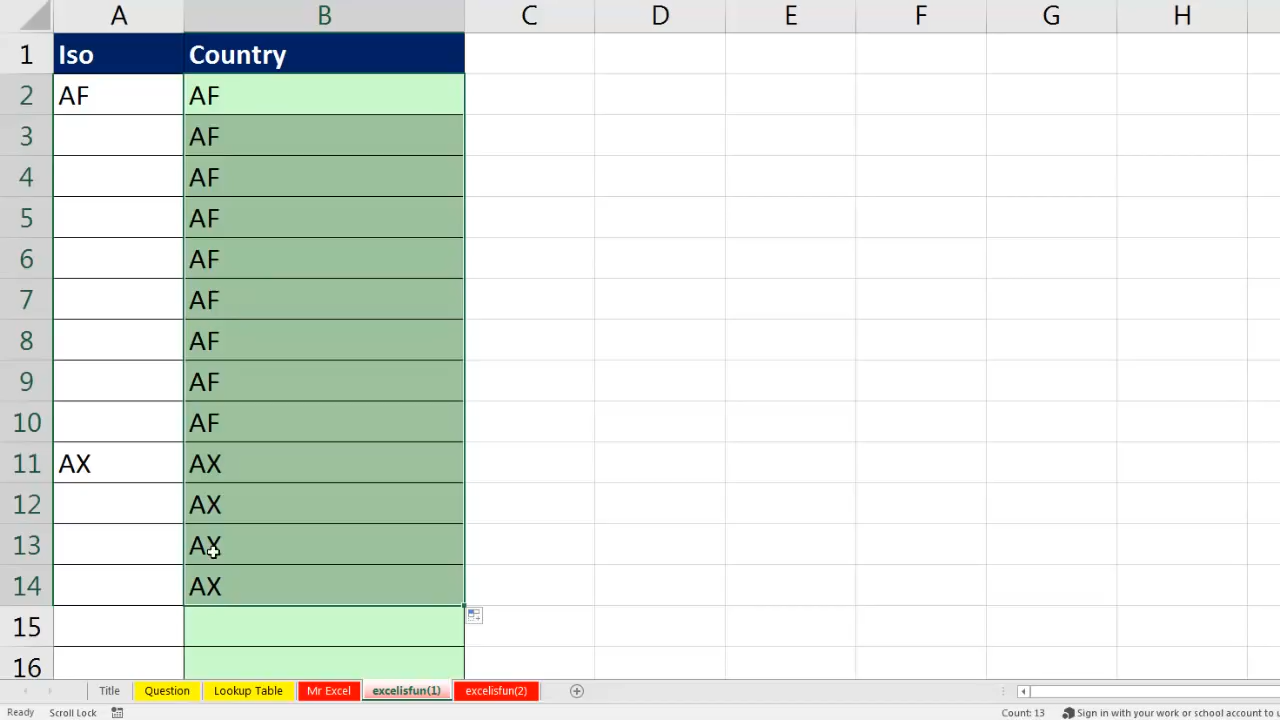 A B C D E F G H
1 Iso Country
2 AF AF
3 AF
4 AF
5 AF
6 AF
7 AF
8 AF
9 AF
10 AF
11 AX AX
12 AX
13 AX
14 AX
15
16
Title Question Lookup Table Mr Excel excelisfun(1) excelisfun(2)
Ready Scroll Lock Count: 13 Sign in with your work or school account to